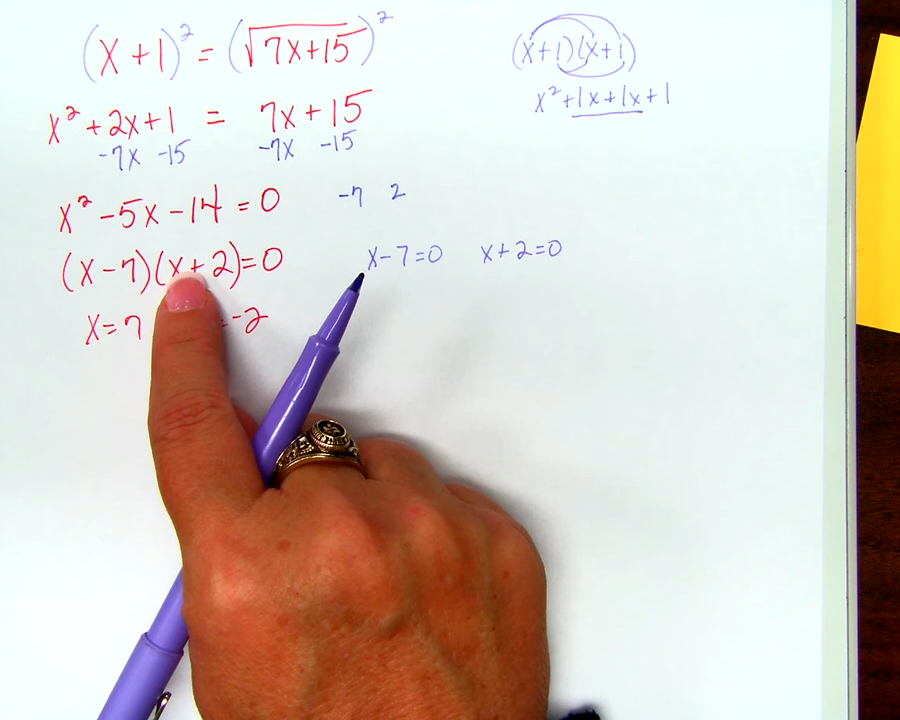 (x+1)² = (√7x+15)²
(x+1)(x+1)
x²+1x+1x+1
x² + 2x+1 = 7x+15
-7x -15 -7x -15
x² -5x -14 = 0 -7 2
(x-7)(x+2)=0 x-7=0 x+2=0
x=7 =-2